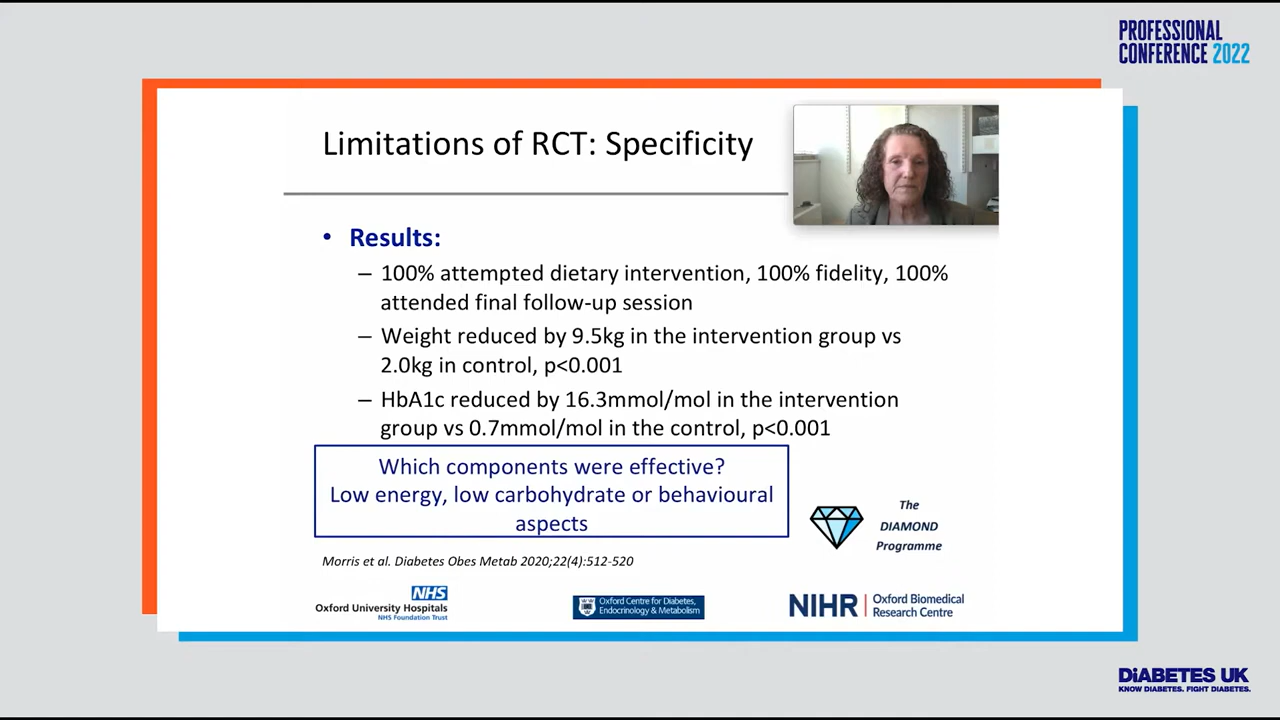 PROFESSIONAL
CONFERENCE 2022
Limitations of RCT: Specificity
• Results:
– 100% attempted dietary intervention, 100% fidelity, 100%
attended final follow-up session
– Weight reduced by 9.5kg in the intervention group vs
2.0kg in control, p<0.001
– HbA1c reduced by 16.3mmol/mol in the intervention
group vs 0.7mmol/mol in the control, p<0.001
Which components were effective?
Low energy, low carbohydrate or behavioural
aspects
The
DIAMOND
Programme
Morris et al. Diabetes Obes Metab 2020;22(4):512-520
NHS
Oxford University Hospitals
NHS Foundation Trust
Oxford Centre for Diabetes,
Endocrinology & Metabolism
NIHR | Oxford Biomedical
Research Centre
DiABETES UK
KNOW DIABETES. FIGHT DIABETES.